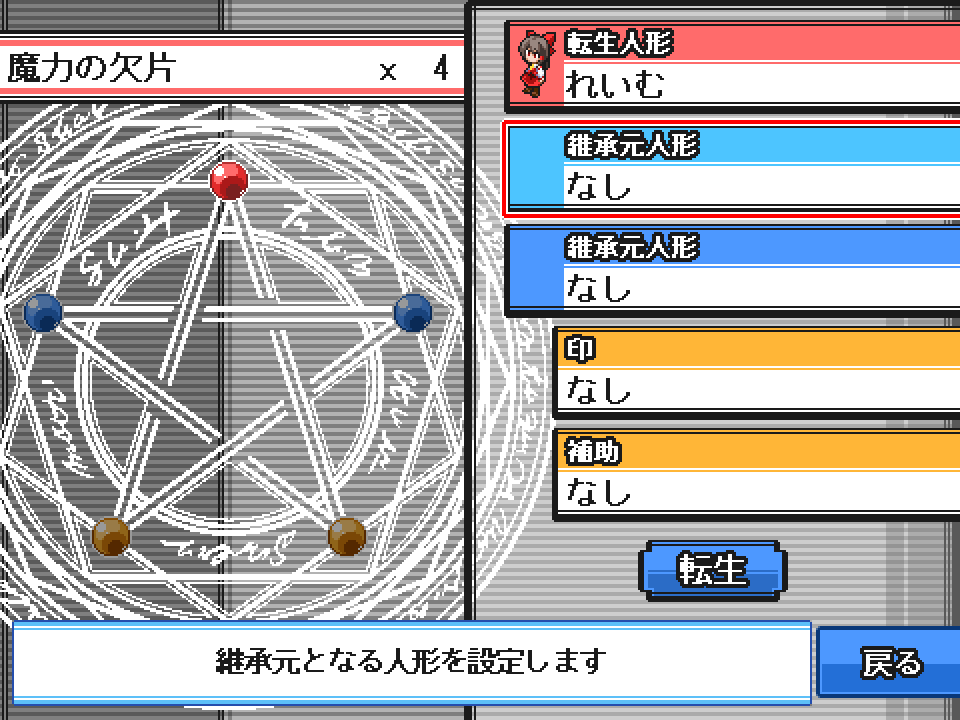 魔力の欠片 x 4
転生人形
れいむ
継承元人形
なし
継承元人形
なし
印
なし
補助
なし
転生
継承元となる人形を設定します
戻る